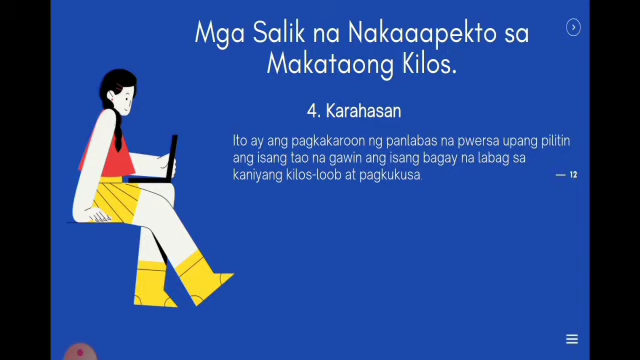 Mga Salik na Nakaaapekto sa
Makataong Kilos.
4. Karahasan
Ito ay ang pagkakaroon ng panlabas na pwersa upang pilitin
ang isang tao na gawin ang isang bagay na labag sa
kaniyang kilos-loob at pagkukusa.
— 12